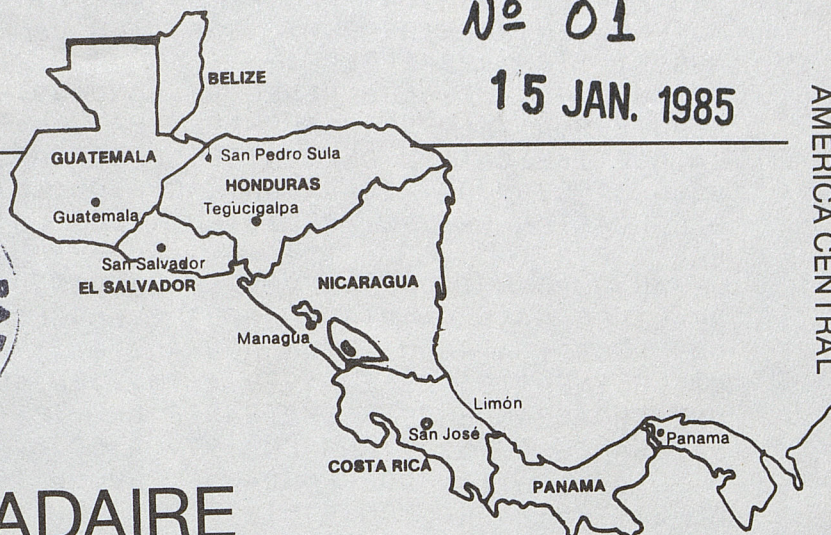 Nº 01
15 JAN. 1985
AMERICA CENTRAL
BELIZE
GUATEMALA
San Pedro Sula
HONDURAS
Guatemala
Tegucigalpa
San Salvador
EL SALVADOR
NICARAGUA
Managua
Limón
San José
Panama
COSTA RICA
PANAMA
ADAIRE